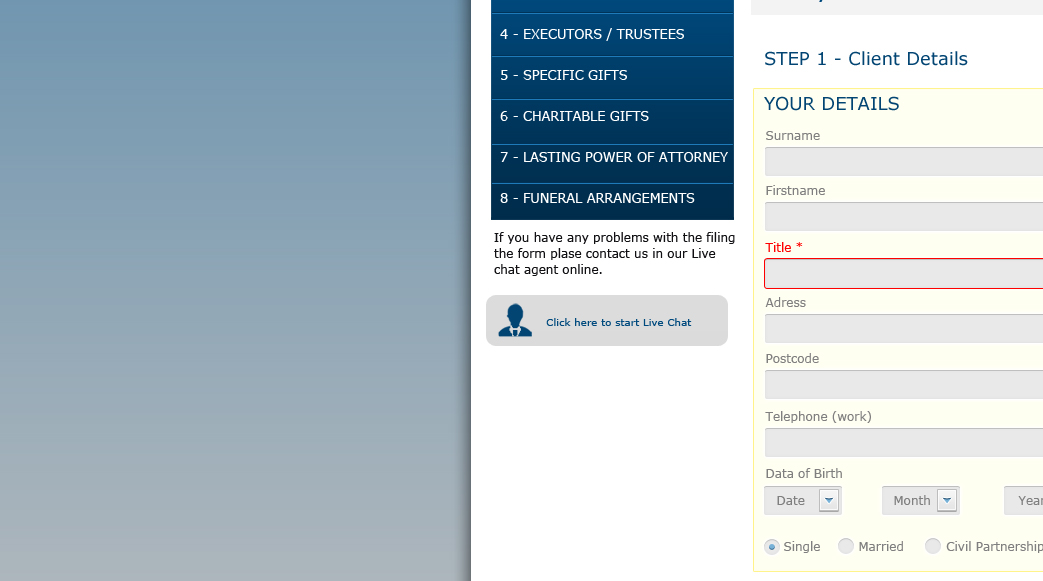 4 - EXECUTORS / TRUSTEES
5 - SPECIFIC GIFTS
6 - CHARITABLE GIFTS
7 - LASTING POWER OF ATTORNEY
8 - FUNERAL ARRANGEMENTS
If you have any problems with the filing
the form plase contact us in our Live
chat agent online.
Click here to start Live Chat
STEP 1 - Client Details
YOUR DETAILS
Surname
Firstname
Title *
Adress
Postcode
Telephone (work)
Data of Birth
Date Month Year
Single Married Civil Partnership